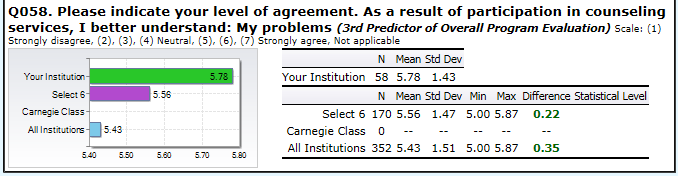 Q058. Please indicate your level of agreement. As a result of participation in counseling
services, I better understand: My problems (3rd Predictor of Overall Program Evaluation) Scale: (1)
Strongly disagree, (2), (3), (4) Neutral, (5), (6), (7) Strongly agree, Not applicable
Your Institution 5.78
Select 6 5.56
Carnegie Class
All Institutions 5.43
5.40 5.50 5.60 5.70 5.80
N Mean Std Dev
Your Institution 58 5.78 1.43
N Mean Std Dev Min Max Difference Statistical Level
Select 6 170 5.56 1.47 5.00 5.87 0.22
Carnegie Class 0 -- -- -- -- --
All Institutions 352 5.43 1.51 5.00 5.87 0.35